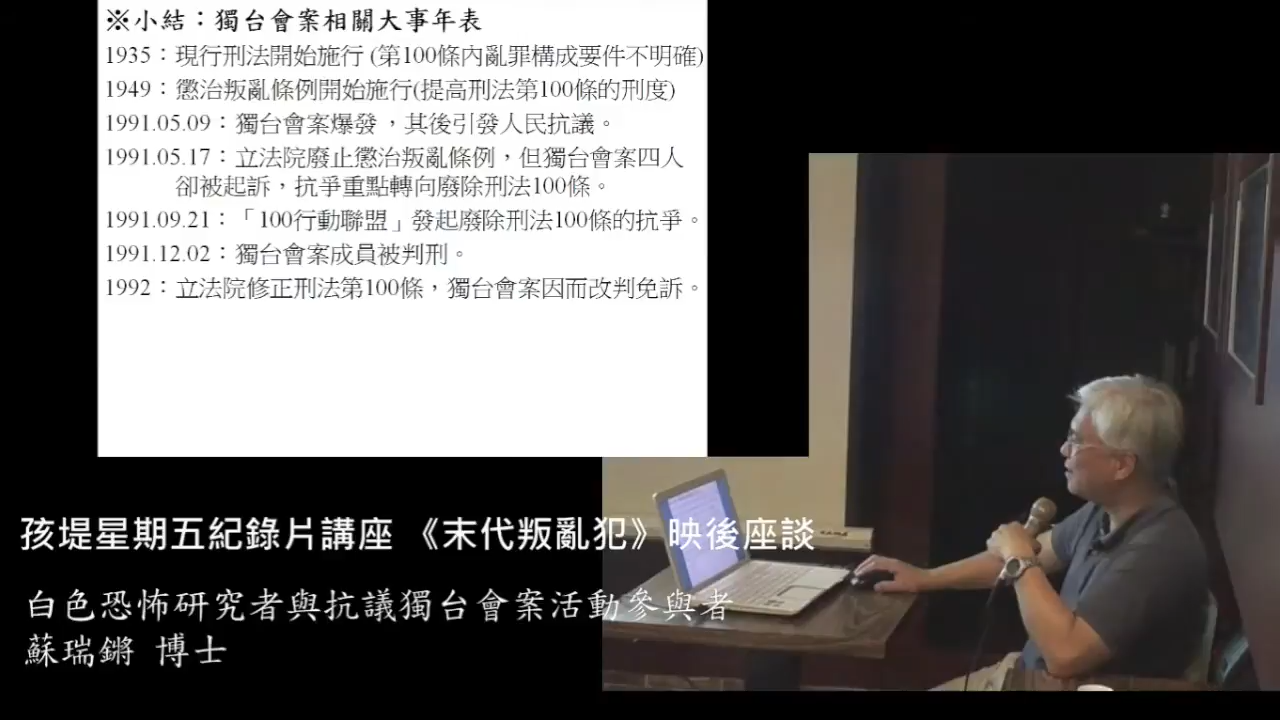 ※小結：獨台會案相關大事年表
1935：現行刑法開始施行 (第100條內亂罪構成要件不明確)
1949：懲治叛亂條例開始施行(提高刑法第100條的刑度)
1991.05.09：獨台會案爆發，其後引發人民抗議。
1991.05.17：立法院廢止懲治叛亂條例，但獨台會案四人
卻被起訴，抗爭重點轉向廢除刑法100條。
1991.09.21：「100行動聯盟」發起廢除刑法100條的抗爭。
1991.12.02：獨台會案成員被判刑。
1992：立法院修正刑法第100條，獨台會案因而改判免訴。
孩堤星期五紀錄片講座 《末代叛亂犯》映後座談
白色恐怖研究者與抗議獨台會案活動參與者
蘇瑞鏘 博士